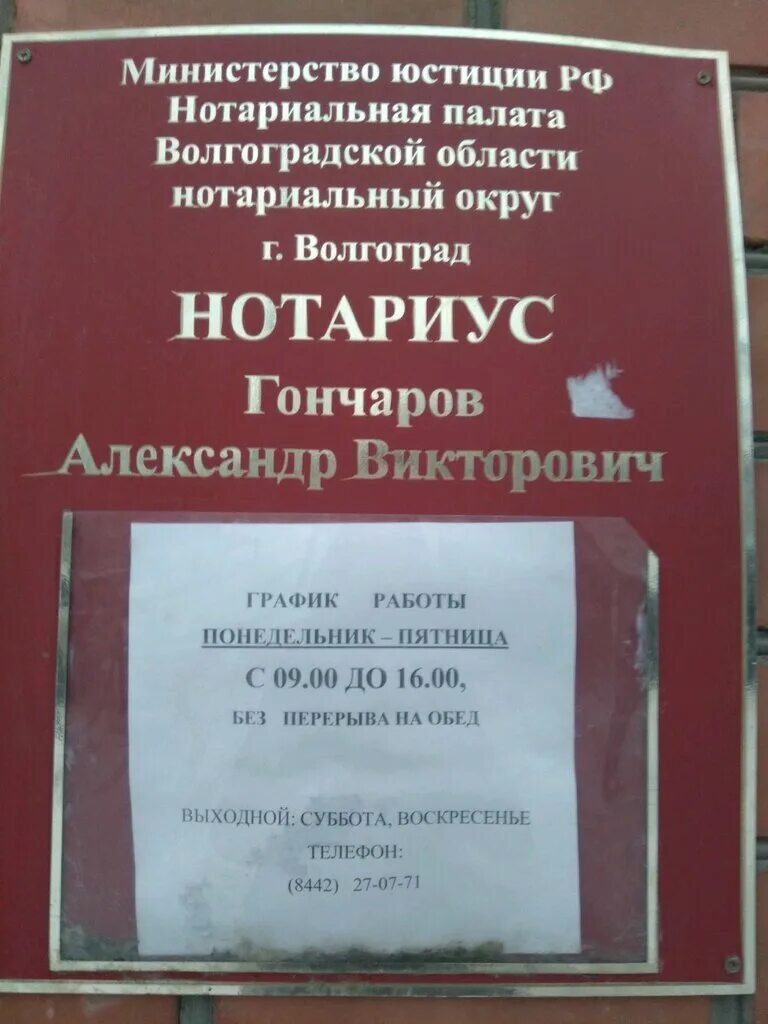 Министерство юстиции РФ
Нотариальная палата
Волгоградской области
нотариальный округ
г. Волгоград
НОТАРИУС
Гончаров
Александр Викторович
ГРАФИК РАБОТЫ
ПОНЕДЕЛЬНИК – ПЯТНИЦА
С 09.00 ДО 16.00,
БЕЗ ПЕРЕРЫВА НА ОБЕД
ВЫХОДНОЙ: СУББОТА, ВОСКРЕСЕНЬЕ
ТЕЛЕФОН:
(8442) 27-07-71